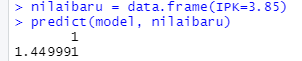 > nilaibaru = data.frame(IPK=3.85)
> predict(model, nilaibaru)
1
1.449991